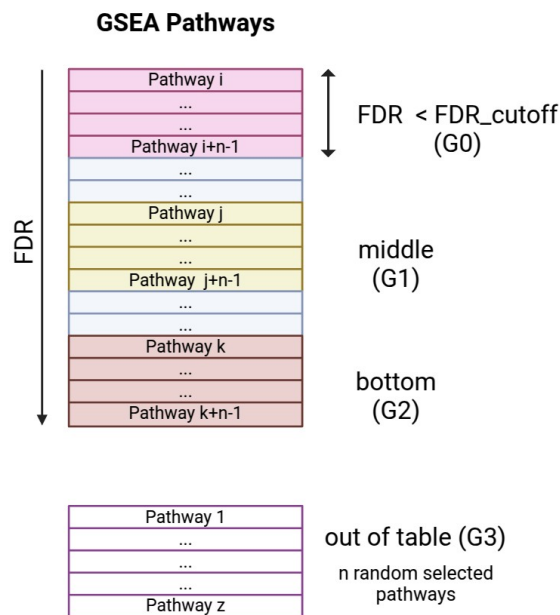 GSEA Pathways
FDR
Pathway i
...
...
Pathway i+n-1
...
...
Pathway j
...
...
Pathway j+n-1
...
...
Pathway k
...
...
Pathway k+n-1
FDR < FDR_cutoff
(G0)
middle
(G1)
bottom
(G2)
Pathway 1
...
...
...
Pathway z
out of table (G3)
n random selected
pathways